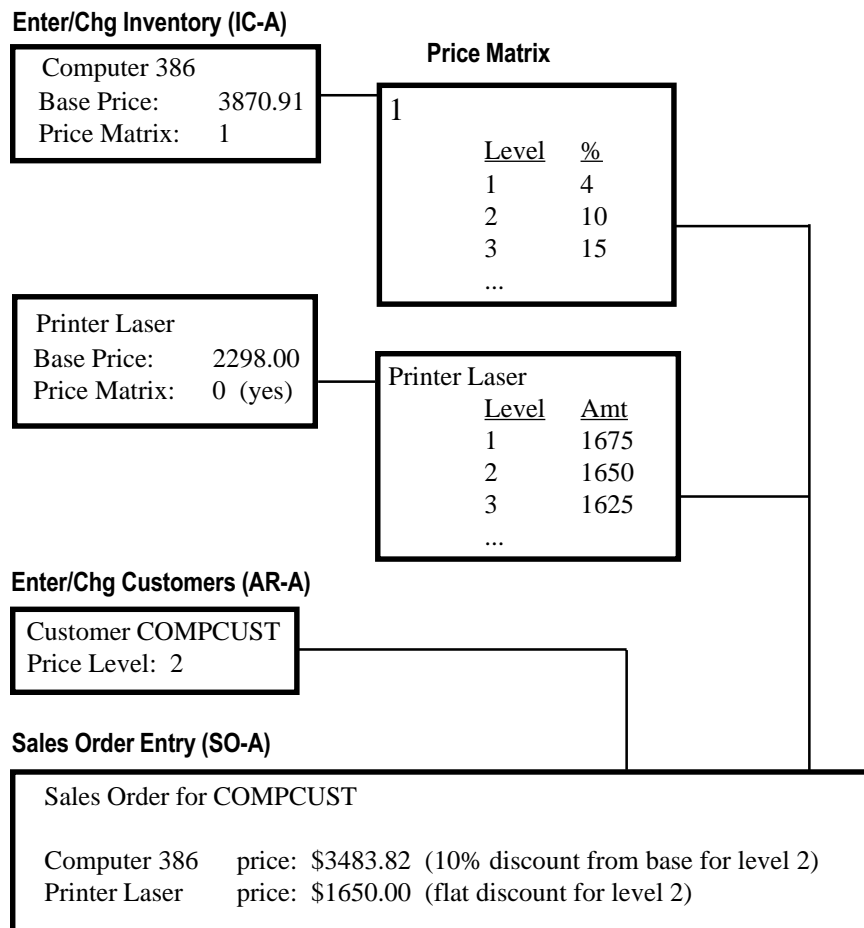 Enter/Chg Inventory (IC-A)
Computer 386
Base Price: 3870.91
Price Matrix: 1
Price Matrix
1
Level %
1 4
2 10
3 15
...
Printer Laser
Base Price: 2298.00
Price Matrix: 0 (yes)
Printer Laser
Level Amt
1 1675
2 1650
3 1625
...
Enter/Chg Customers (AR-A)
Customer COMPCUST
Price Level: 2
Sales Order Entry (SO-A)
Sales Order for COMPCUST
Computer 386 price: $3483.82 (10% discount from base for level 2)
Printer Laser price: $1650.00 (flat discount for level 2)